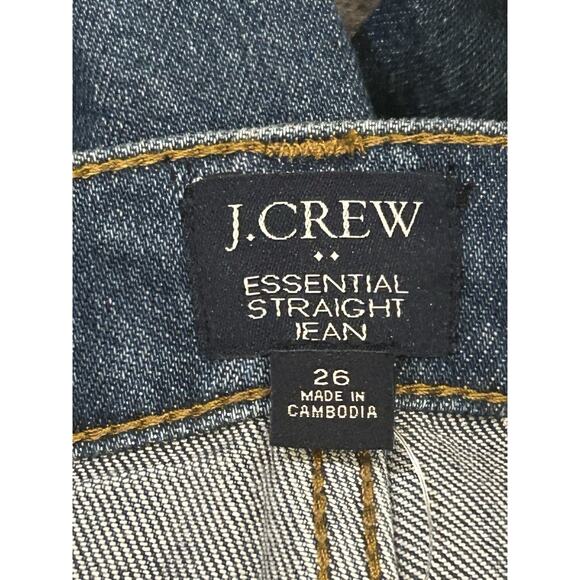 J.CREW
ESSENTIAL
STRAIGHT
JEAN
26
MADE IN
CAMBODIA